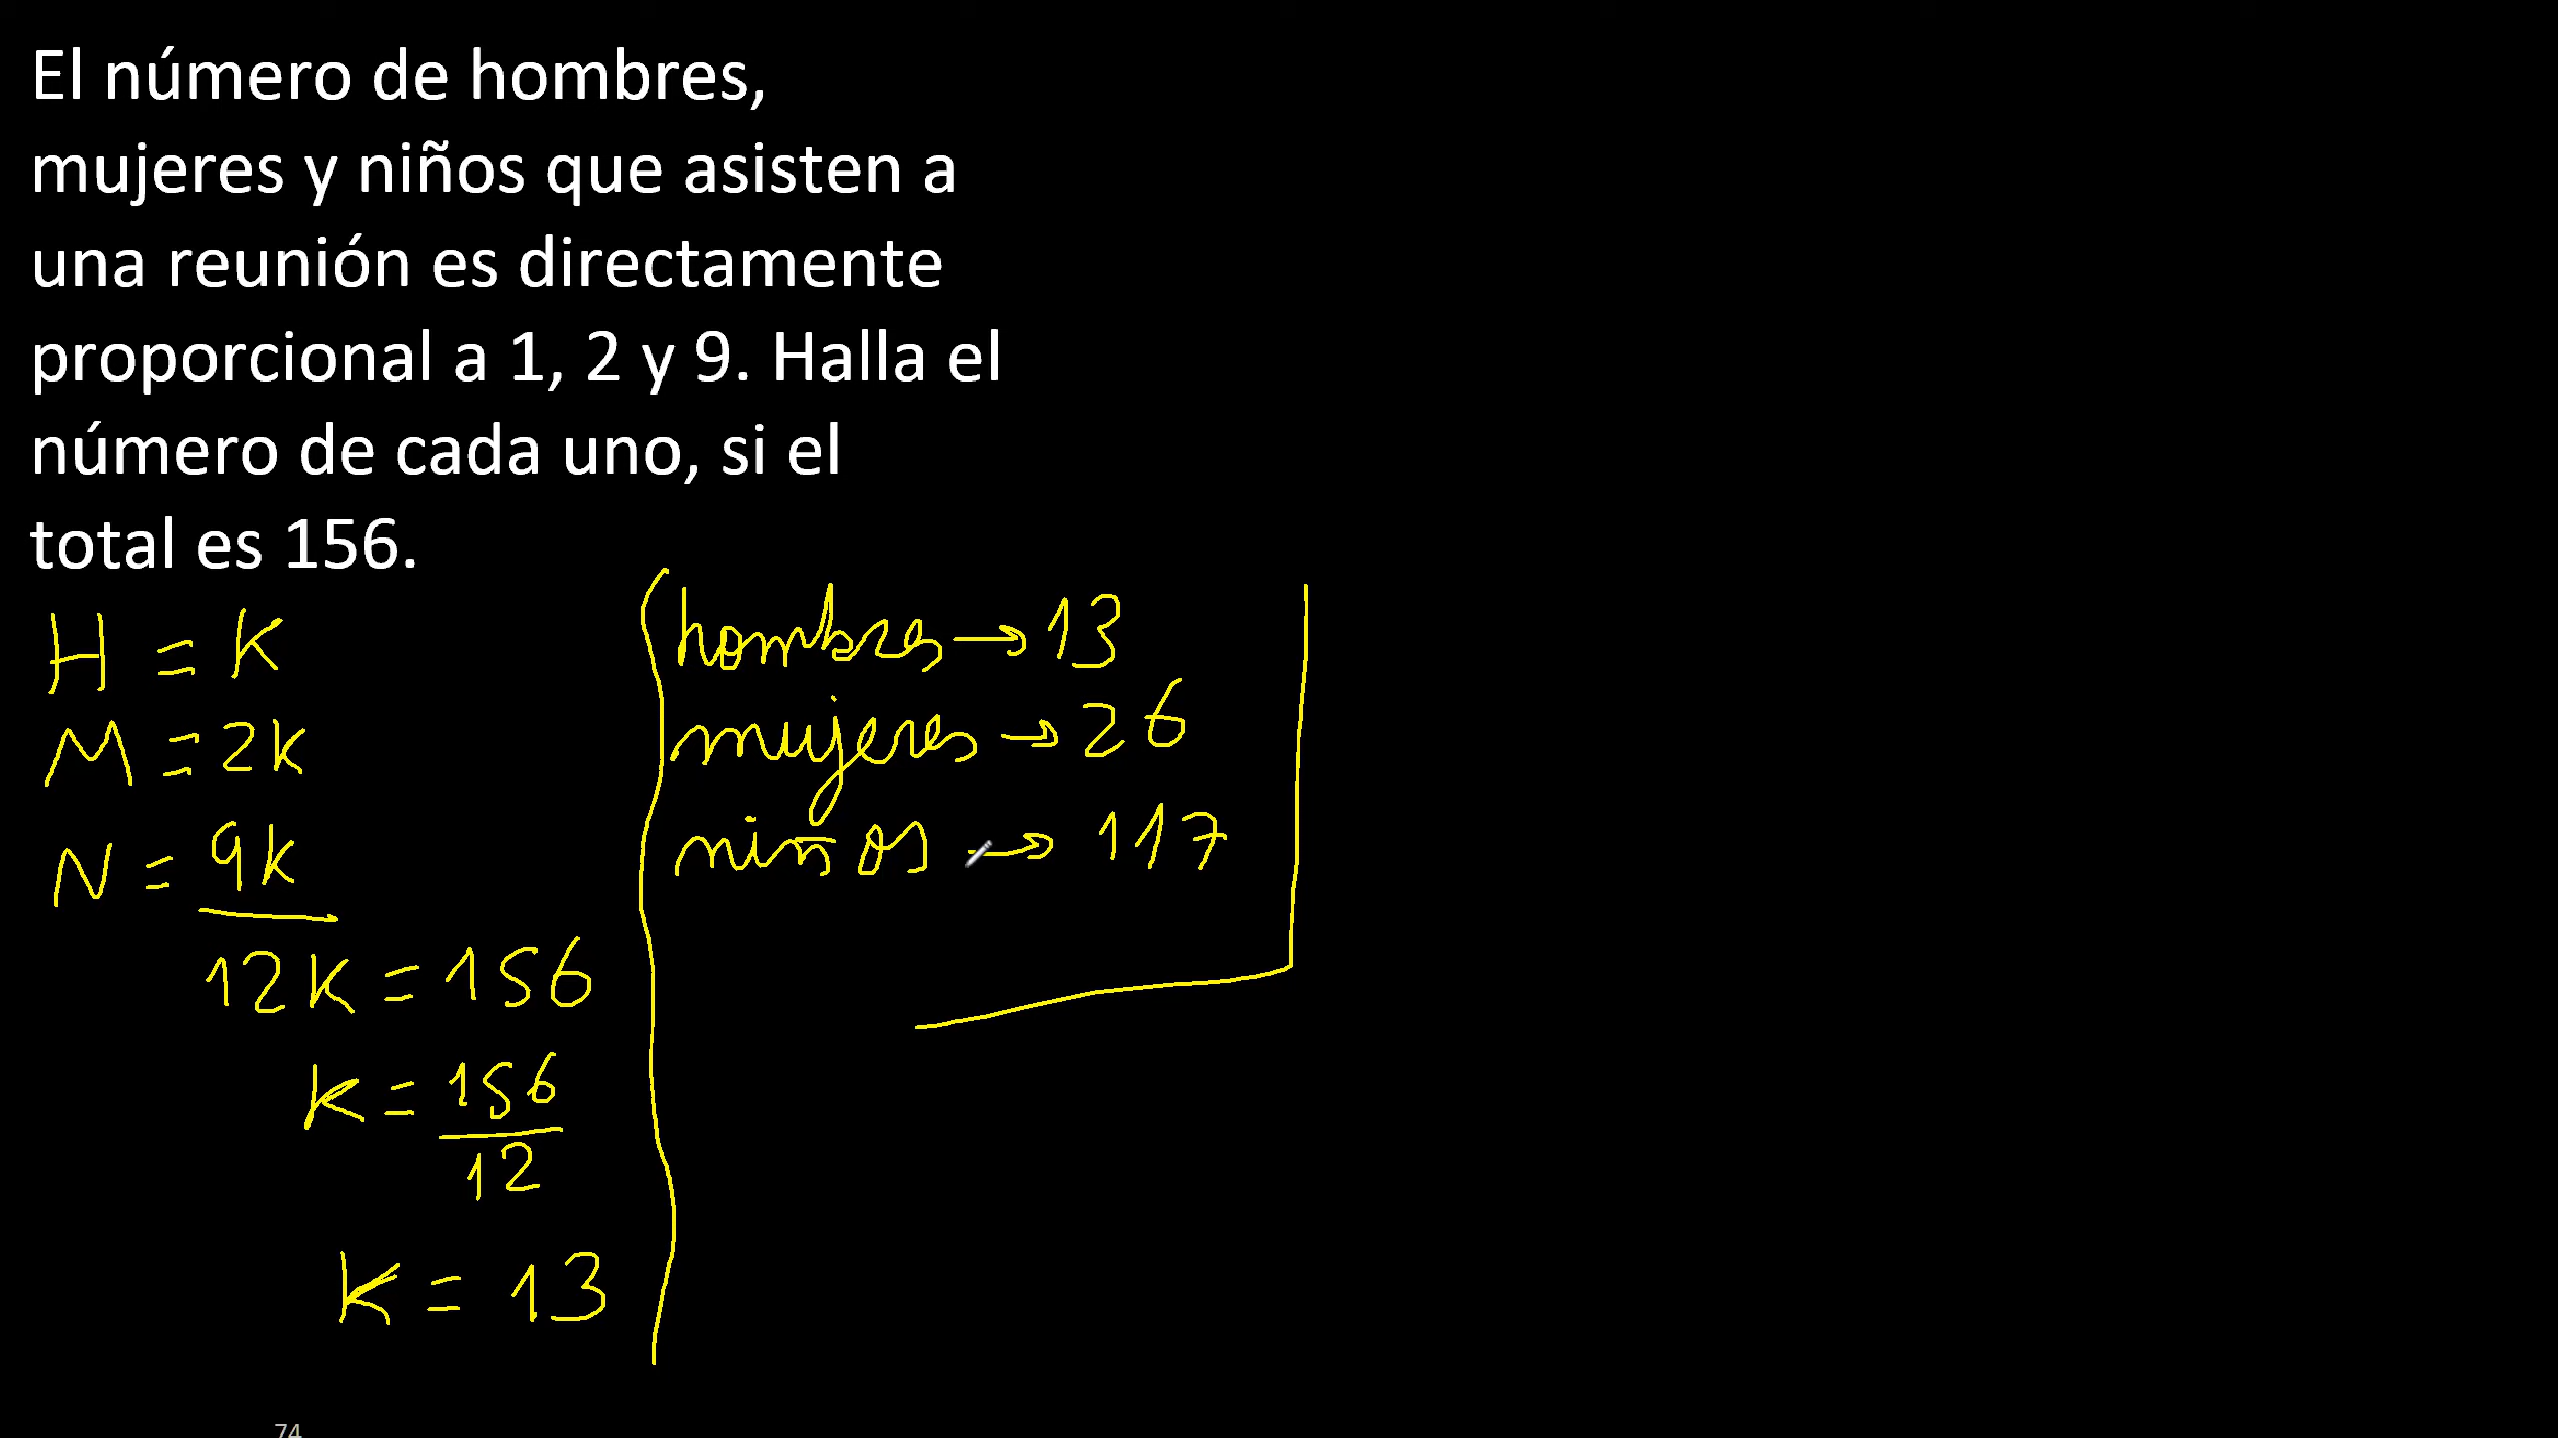 El número de hombres,
mujeres y niños que asisten a
una reunión es directamente
proporcional a 1, 2 y 9. Halla el
número de cada uno, si el
total es 156.
H = K
M = 2K
N = 9K
12K = 156
K = 156
12
K = 13
hombres → 13
mujeres → 26
niños → 117
74